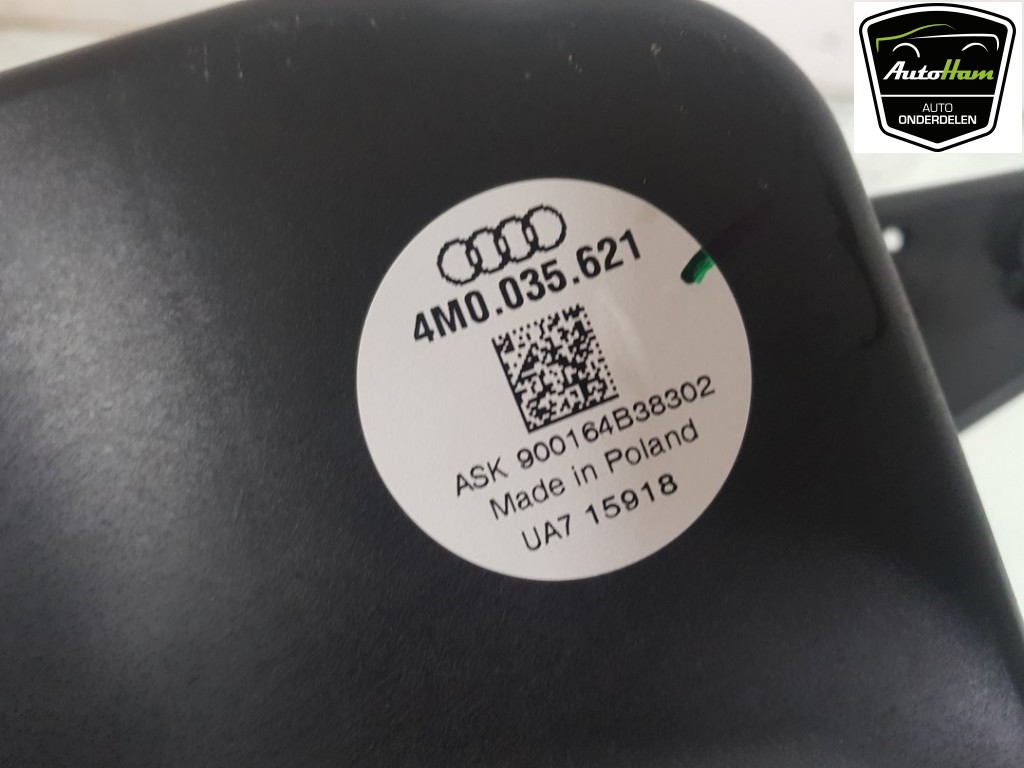 AutoHam
AUTO
ONDERDELEN
4M0.035.621
ASK 900164B38302
Made in Poland
UA7 15918